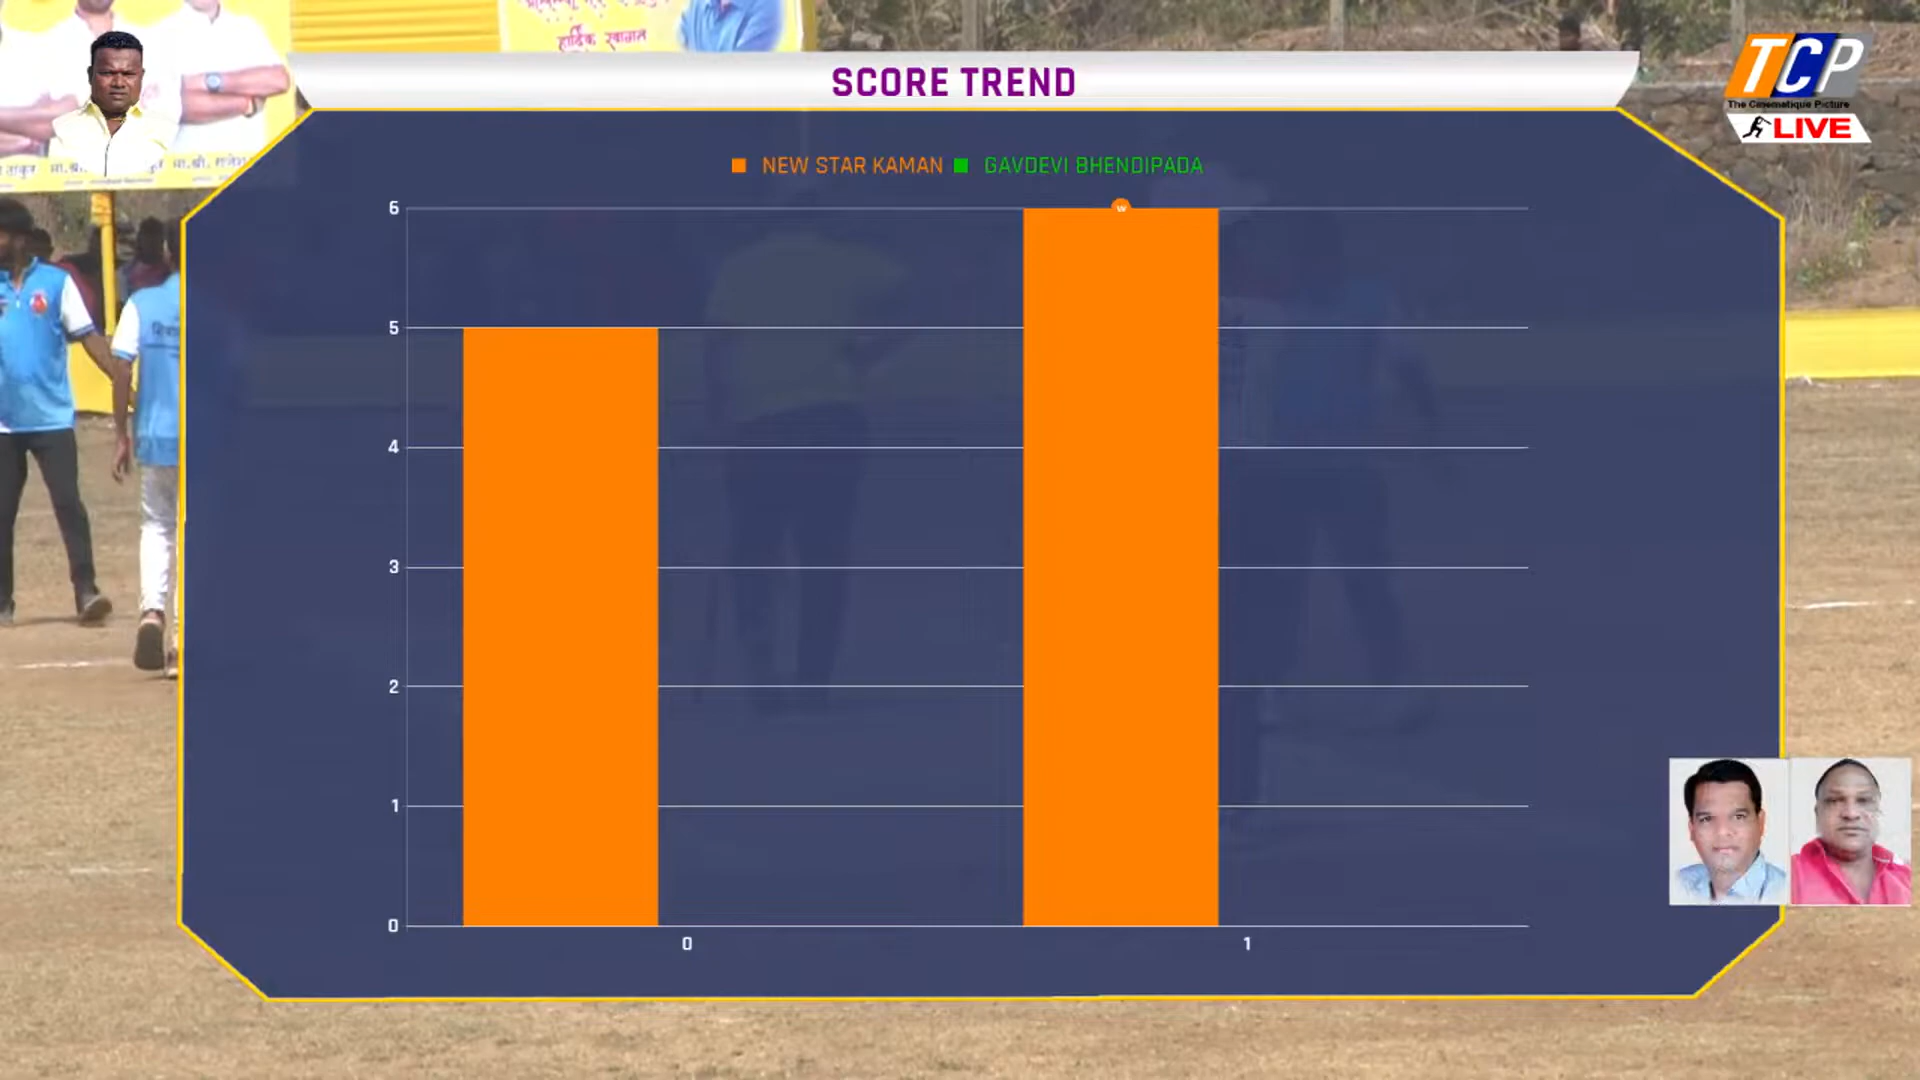 हार्दिक स्वागत
SCORE TREND
TCP
The Cinematique Picture
LIVE
NEW STAR KAMAN
GAVDEVI BHENDIPADA
6
W
5
4
3
2
1
0
0
1
मा.श्री. राजेश